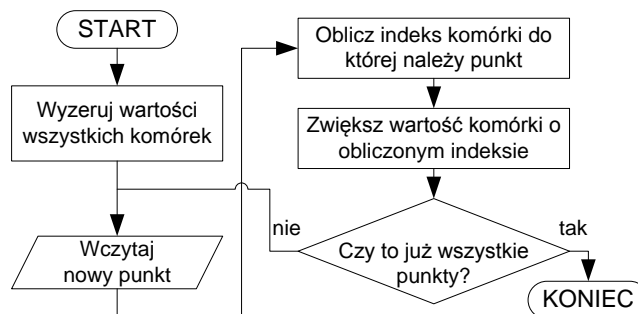 START
Wyzeruj wartości
wszystkich komórek
Wczytaj
nowy punkt
Oblicz indeks komórki do
której należy punkt
Zwiększ wartość komórki o
obliczonym indeksie
nie
Czy to już wszystkie
punkty?
tak
KONIEC